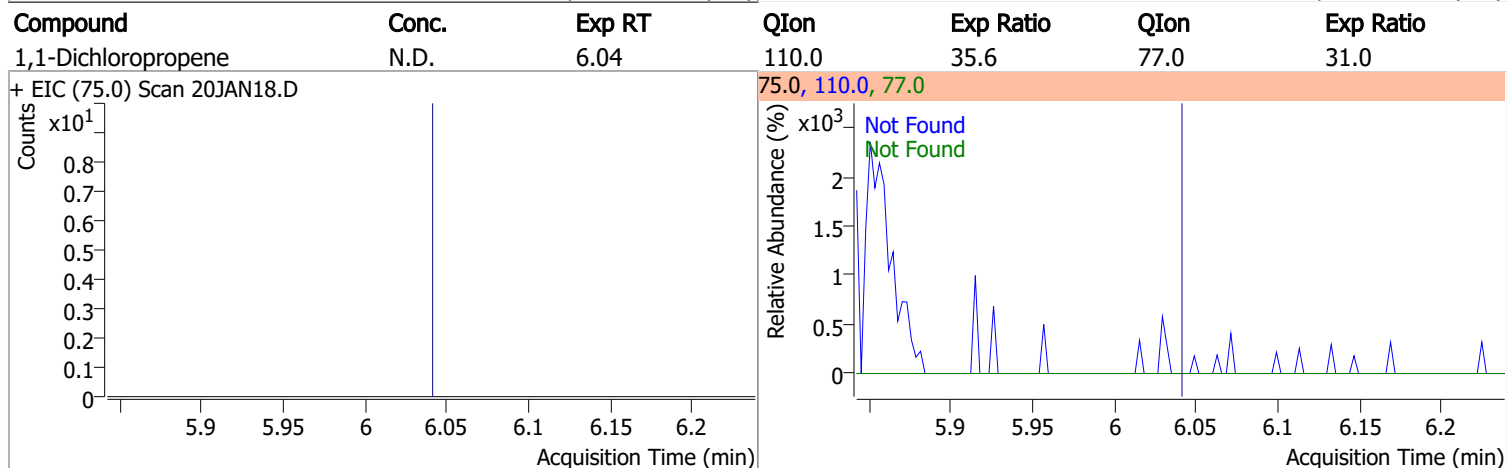 Compound Conc. Exp RT QIon Exp Ratio QIon Exp Ratio
1,1-Dichloropropene N.D. 6.04 110.0 35.6 77.0 31.0
+ EIC (75.0) Scan 20JAN18.D
Counts
x10¹
0.8
0.7
0.6
0.5
0.4
0.3
0.2
0.1
0
5.9 5.95 6 6.05 6.1 6.15 6.2
Acquisition Time (min)
75.0, 110.0, 77.0
Relative Abundance (%)
x10³
Not Found
Not Found
2
1.5
1
0.5
0
5.9 5.95 6 6.05 6.1 6.15 6.2
Acquisition Time (min)